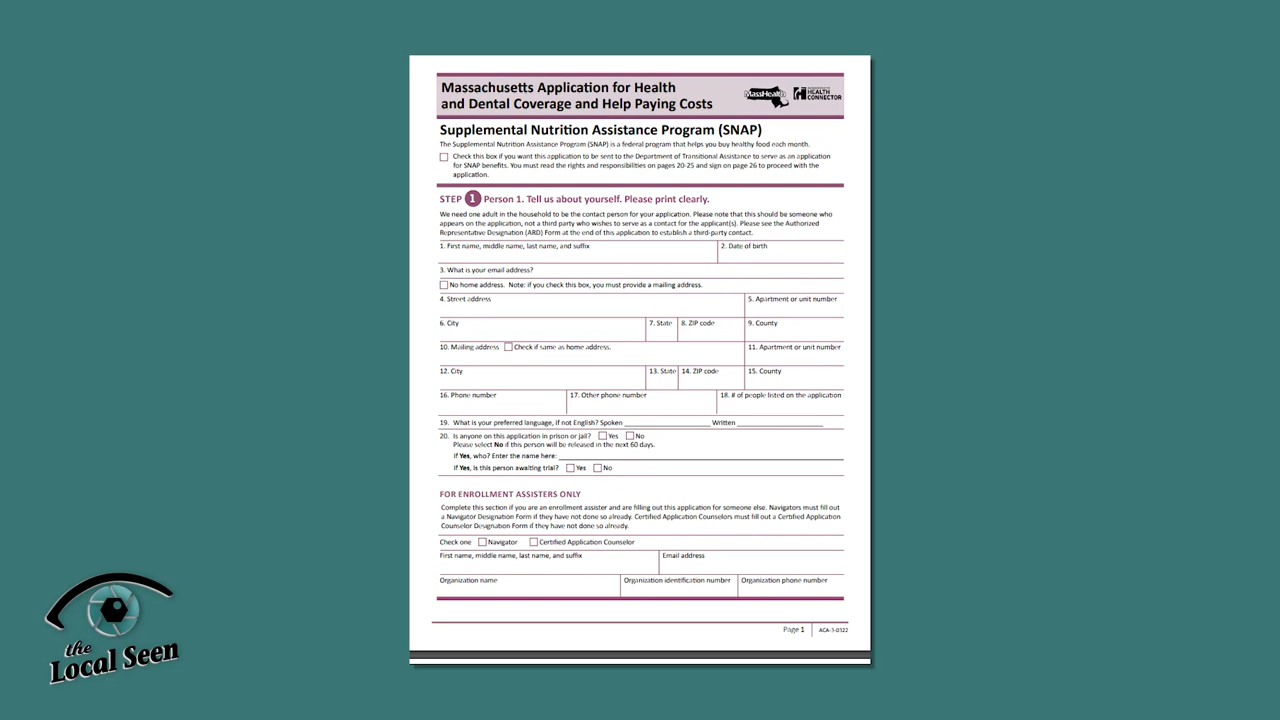 Massachusetts Application for Health
and Dental Coverage and Help Paying Costs
MassHealth
HEALTH
CONNECTOR
Supplemental Nutrition Assistance Program (SNAP)
The Supplemental Nutrition Assistance Program (SNAP) is a federal program that helps you buy healthy food each month.
Check this box if you want this application to be sent to the Department of Transitional Assistance to serve as an application
for SNAP benefits. You must read the rights and responsibilities on pages 20-25 and sign on page 26 to proceed with the
application.
STEP 1 Person 1. Tell us about yourself. Please print clearly.
We need one adult in the household to be the contact person for your application. Please note that this should be someone who
appears on the application, not a third party who wishes to serve as a contact for the applicant(s). Please see the Authorized
Representative Designation (ARD) Form at the end of this application to establish a third-party contact.
1. First name, middle name, last name, and suffix 2. Date of birth
3. What is your email address?
No home address. Note: if you check this box, you must provide a mailing address.
4. Street address 5. Apartment or unit number
6. City 7. State 8. ZIP code 9. County
10. Mailing address Check if same as home address. 11. Apartment or unit number
12. City 13. State 14. ZIP code 15. County
16. Phone number 17. Other phone number 18. # of people listed on the application
19. What is your preferred language, if not English? Spoken Written
20. Is anyone on this application in prison or jail? Yes No
Please select No if this person will be released in the next 60 days.
If Yes, who? Enter the name here:
If Yes, is this person awaiting trial? Yes No
FOR ENROLLMENT ASSISTERS ONLY
Complete this section if you are an enrollment assister and are filling out this application for someone else. Navigators must fill out
a Navigator Designation Form if they have not done so already. Certified Application Counselors must fill out a Certified Application
Counselor Designation Form if they have not done so already.
Check one Navigator Certified Application Counselor
First name, middle name, last name, and suffix Email address
Organization name Organization identification number Organization phone number
Page 1 ACA-3-0322
the
Local Seen